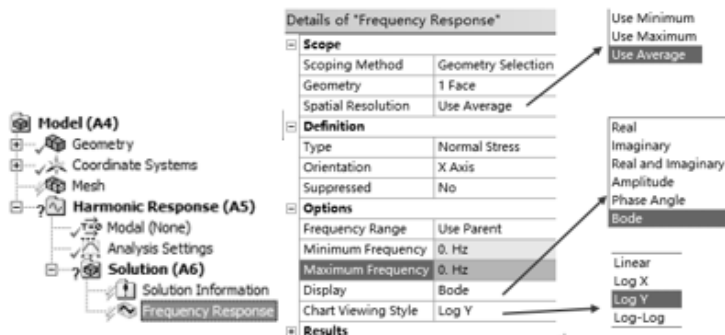 Model (A4)
Geometry
Coordinate Systems
Mesh
Harmonic Response (A5)
Modal (None)
Analysis Settings
Solution (A6)
Solution Information
Frequency Response
Details of "Frequency Response"
Scope
Scoping Method Geometry Selection
Geometry 1 Face
Spatial Resolution Use Average
Definition
Type Normal Stress
Orientation X Axis
Suppressed No
Options
Frequency Range Use Parent
Minimum Frequency 0. Hz
Maximum Frequency 0. Hz
Display Bode
Chart Viewing Style Log Y
Results
Use Minimum
Use Maximum
Use Average
Real
Imaginary
Real and Imaginary
Amplitude
Phase Angle
Bode
Linear
Log X
Log Y
Log-Log